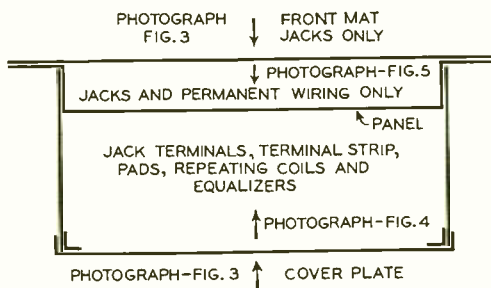 PHOTOGRAPH FIG. 3 FRONT MAT JACKS ONLY
PHOTOGRAPH-FIG. 5
JACKS AND PERMANENT WIRING ONLY
PANEL
JACK TERMINALS, TERMINAL STRIP,
PADS, REPEATING COILS AND
EQUALIZERS
PHOTOGRAPH-FIG. 4
PHOTOGRAPH-FIG. 3 COVER PLATE